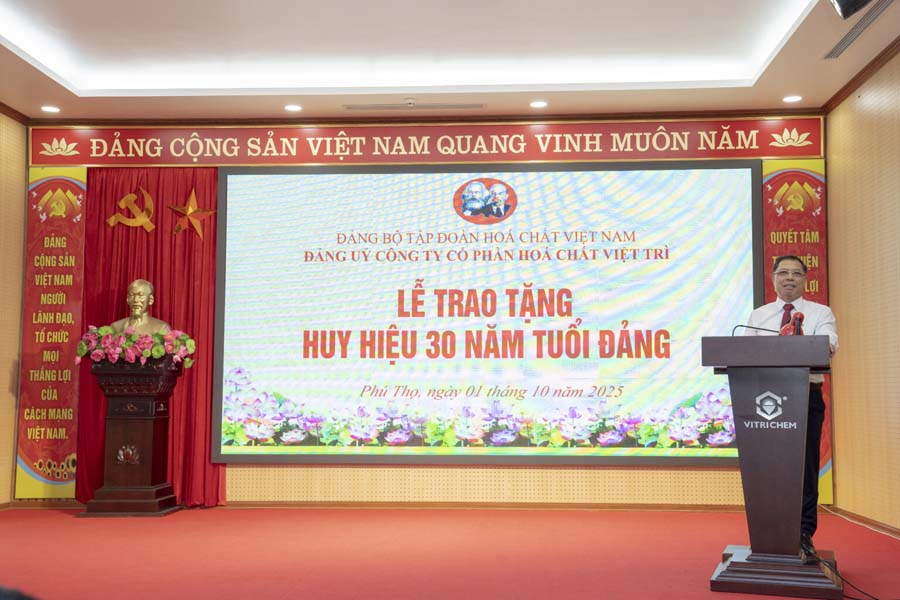 ĐẢNG CỘNG SẢN VIỆT NAM QUANG VINH MUÔN NĂM
ĐẢNG
CỘNG SẢN
VIỆT NAM
NGƯỜI
LÃNH ĐẠO,
TỔ CHỨC
MỌI
THẮNG LỢI
CỦA
CÁCH MẠNG
VIỆT NAM.
ĐẢNG BỘ TẬP ĐOÀN HOÁ CHẤT VIỆT NAM
ĐẢNG UỶ CÔNG TY CỔ PHẦN HOÁ CHẤT VIỆT TRÌ
LỄ TRAO TẶNG
HUY HIỆU 30 NĂM TUỔI ĐẢNG
Phú Thọ, ngày 01 tháng 10 năm 2025
QUYẾT TÂM
VITRICHEM